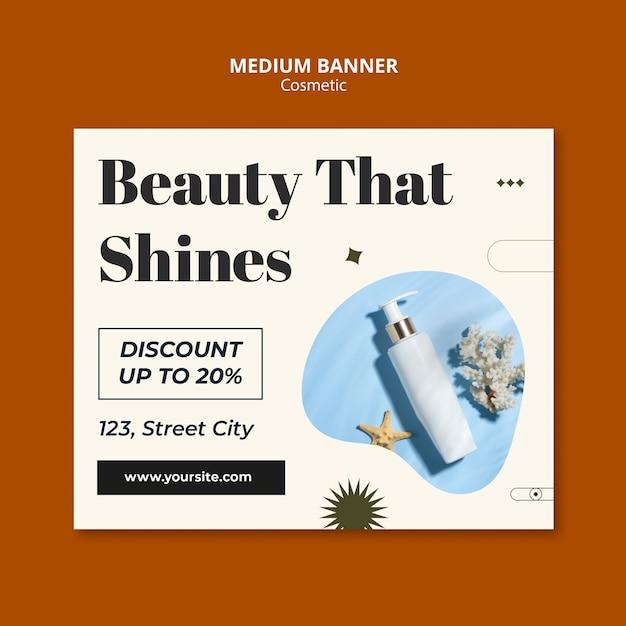 MEDIUM BANNER
Cosmetic
Beauty That
Shines
DISCOUNT
UP TO 20%
123, Street City
www.yoursite.com